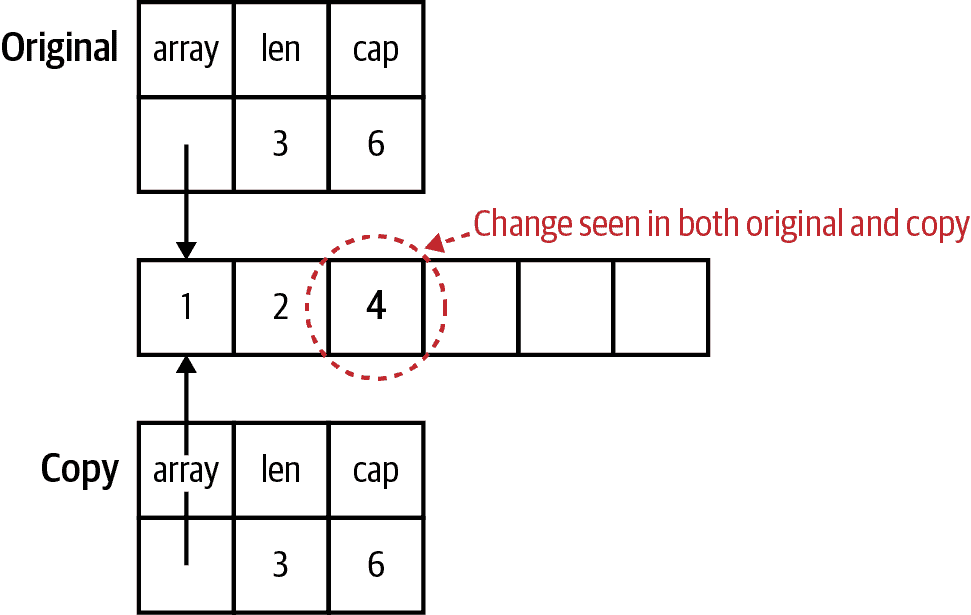 Original array len cap
3 6
Change seen in both original and copy
1 2 4
Copy array len cap
3 6